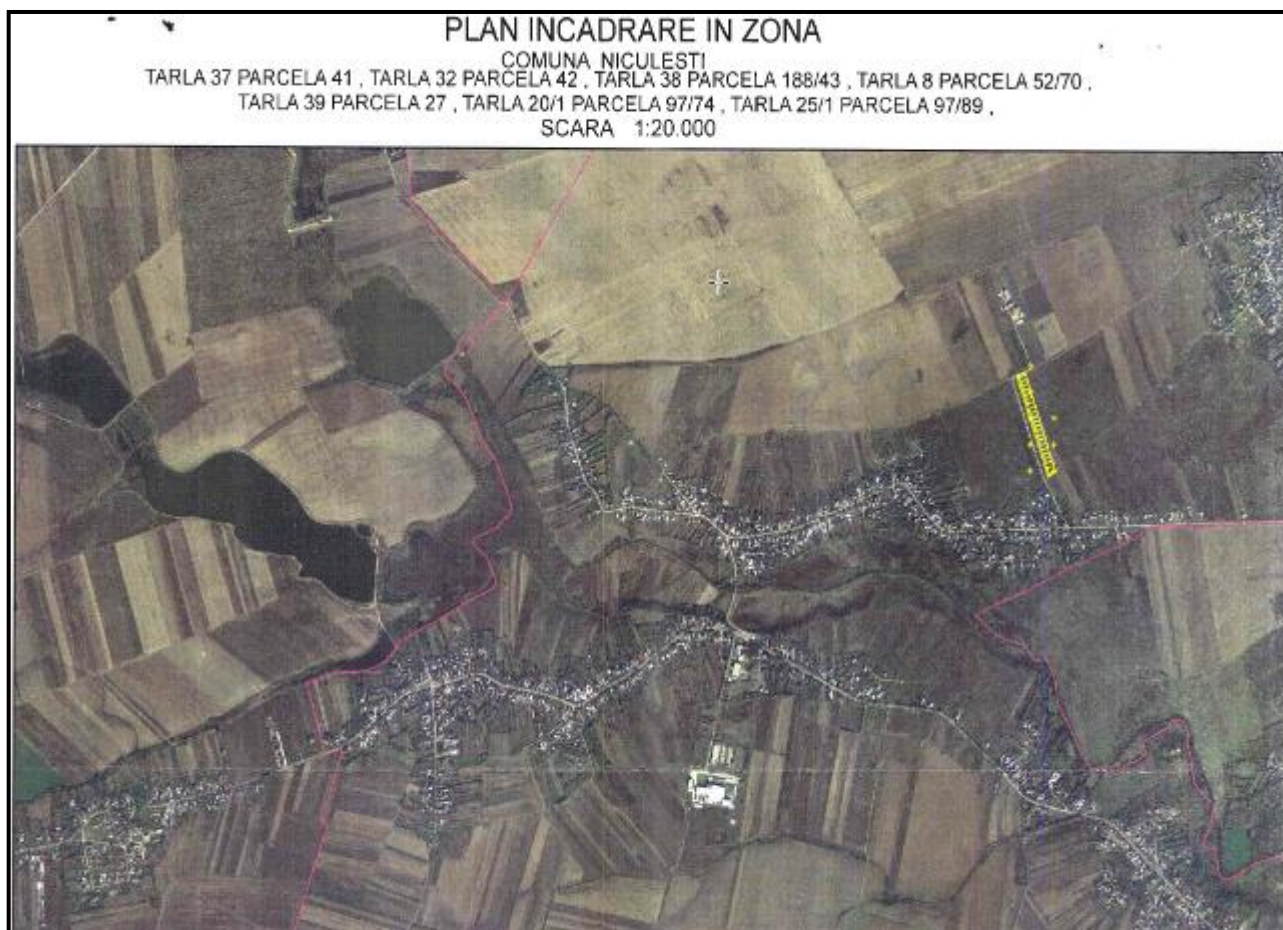 PLAN INCADRARE IN ZONA
COMUNA NICULESTI
TARLA 37 PARCELA 41 , TARLA 32 PARCELA 42 , TARLA 38 PARCELA 188/43 , TARLA 8 PARCELA 52/70 ,
TARLA 39 PARCELA 27 , TARLA 20/1 PARCELA 97/74 , TARLA 25/1 PARCELA 97/89 ,
SCARA 1:20.000